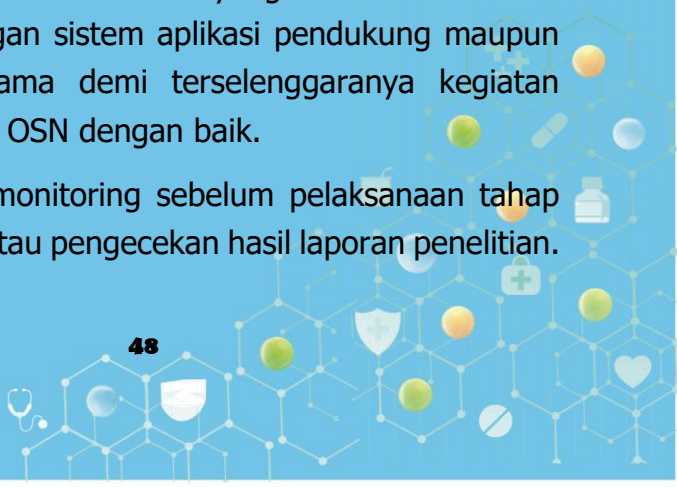 gan sistem aplikasi pendukung maupun
ama demi terselenggaranya kegiatan
OSN dengan baik.
monitoring sebelum pelaksanaan tahap
tau pengecekan hasil laporan penelitian.
48